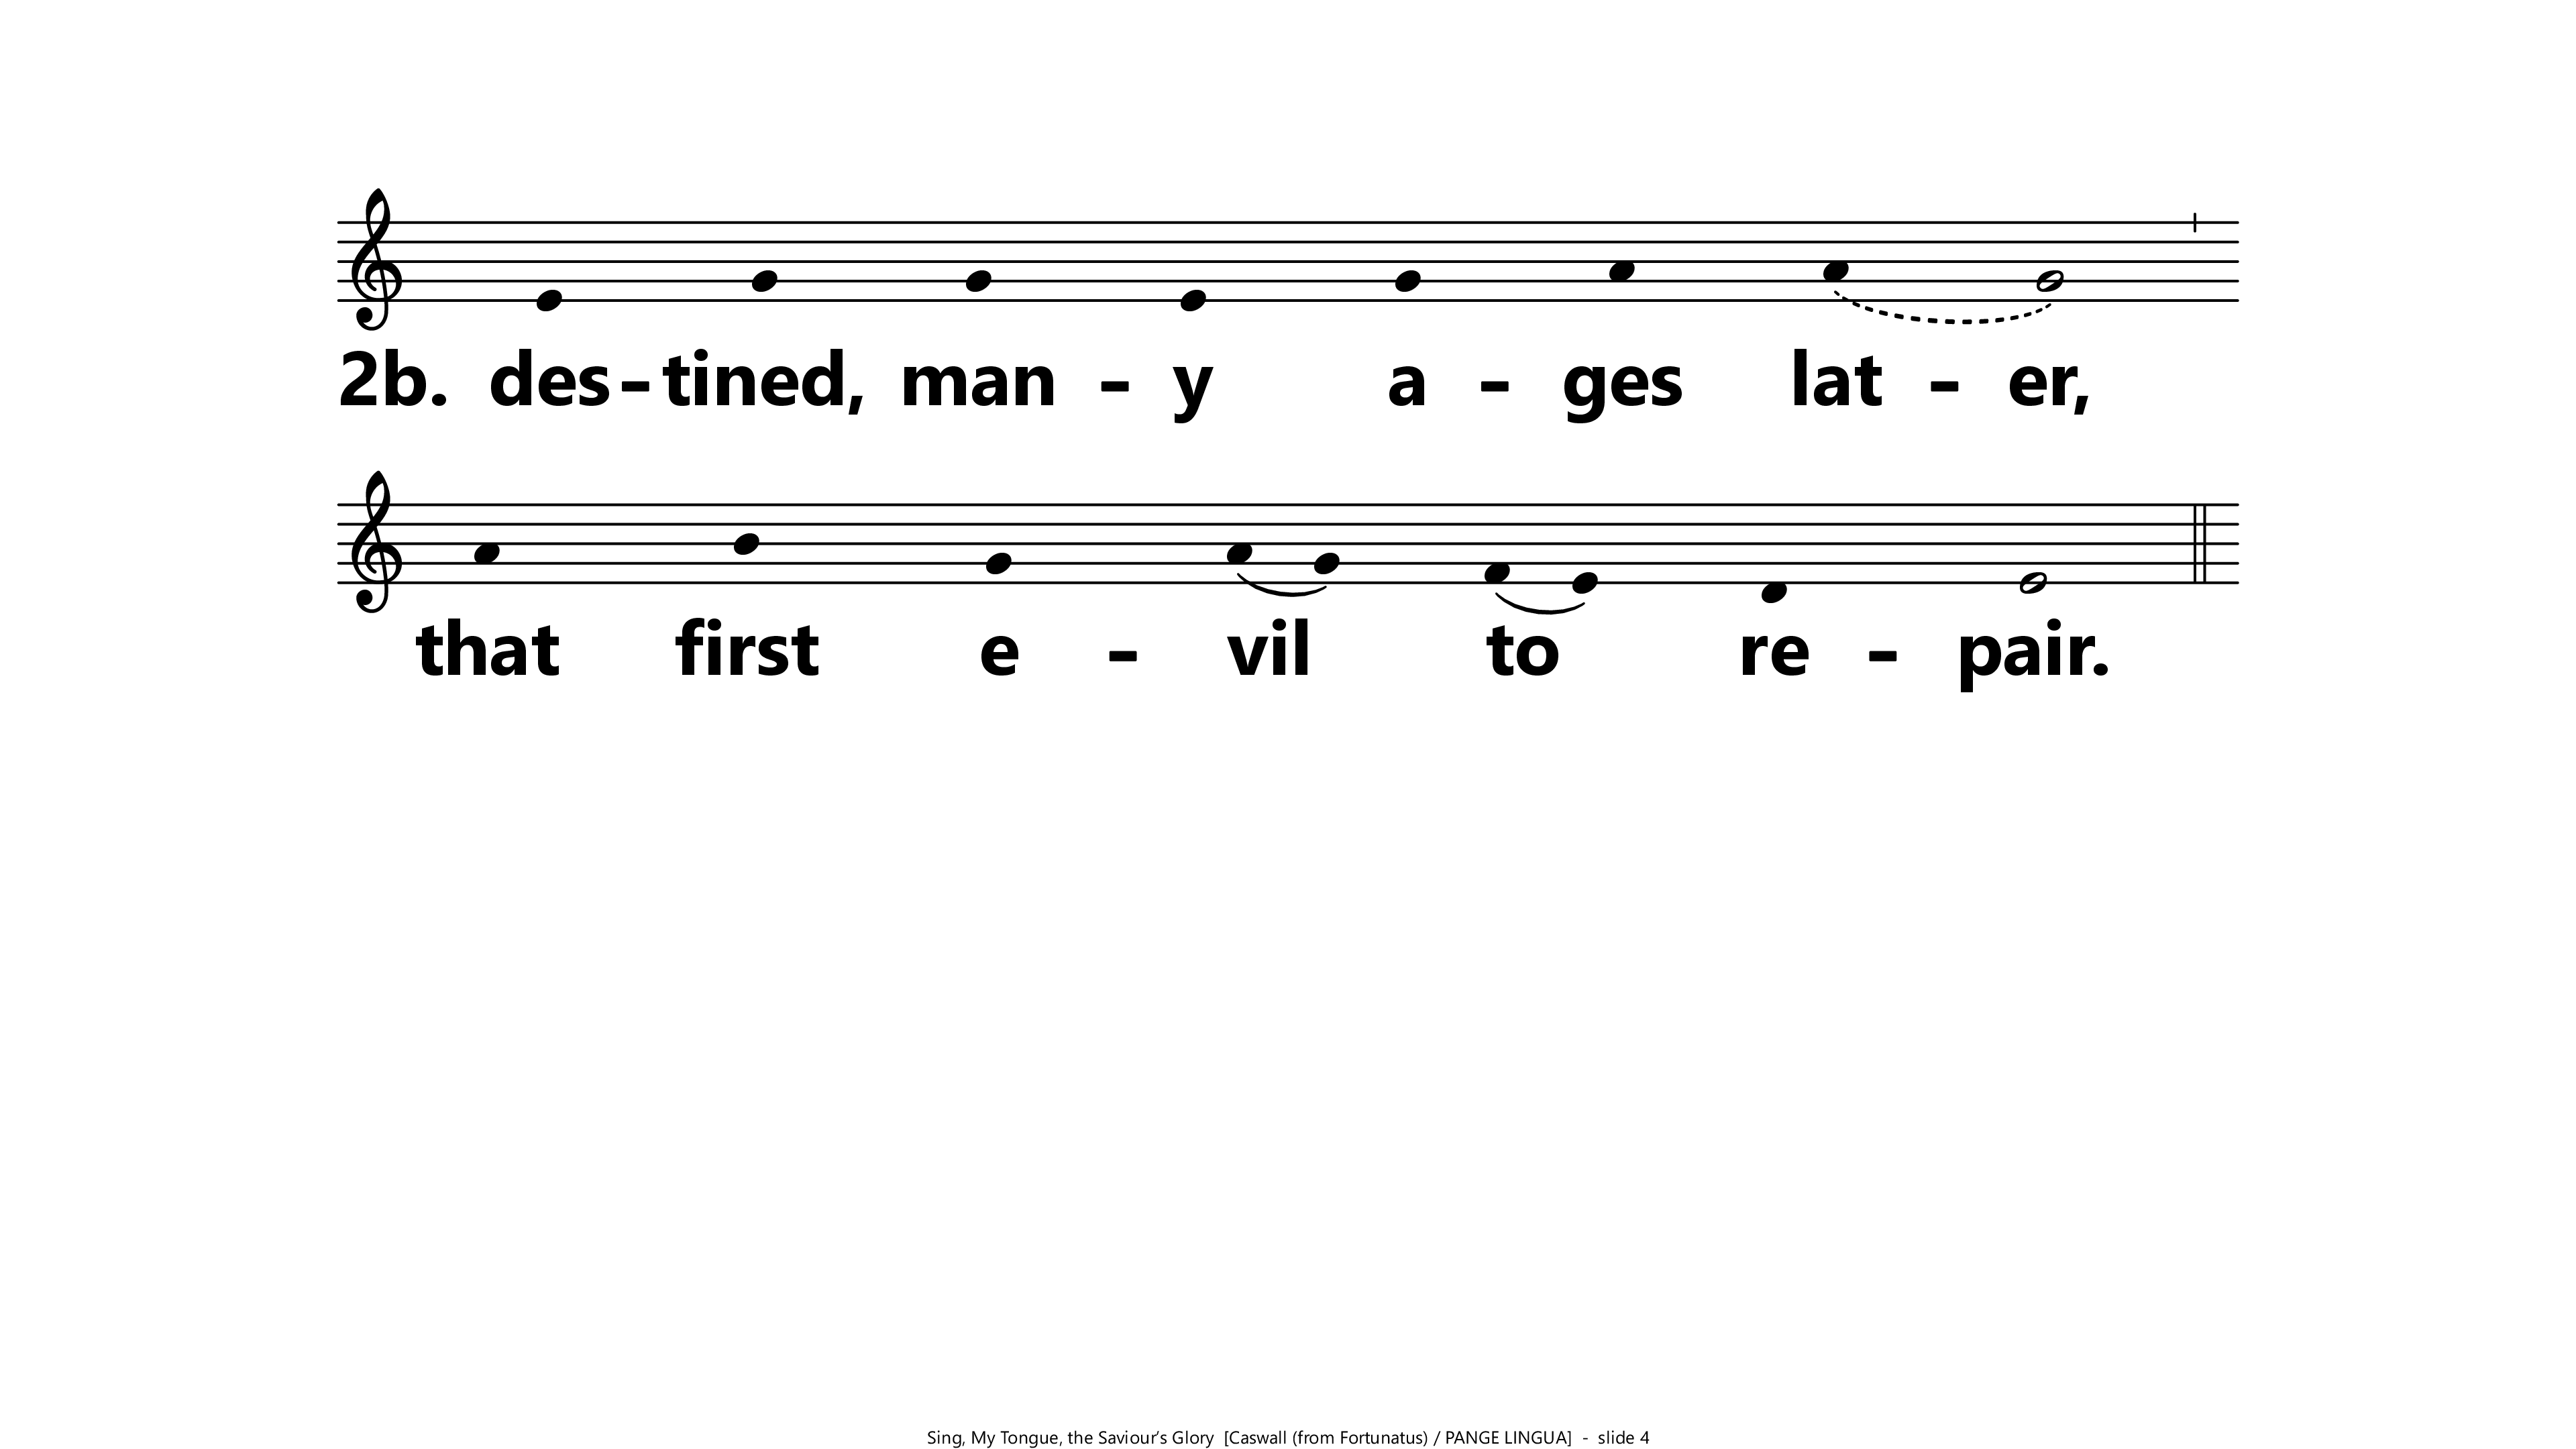 2b. des-tined, man - y a - ges lat - er,
that first e - vil to re - pair.
Sing, My Tongue, the Saviour’s Glory [Caswall (from Fortunatus) / PANGE LINGUA] - slide 4